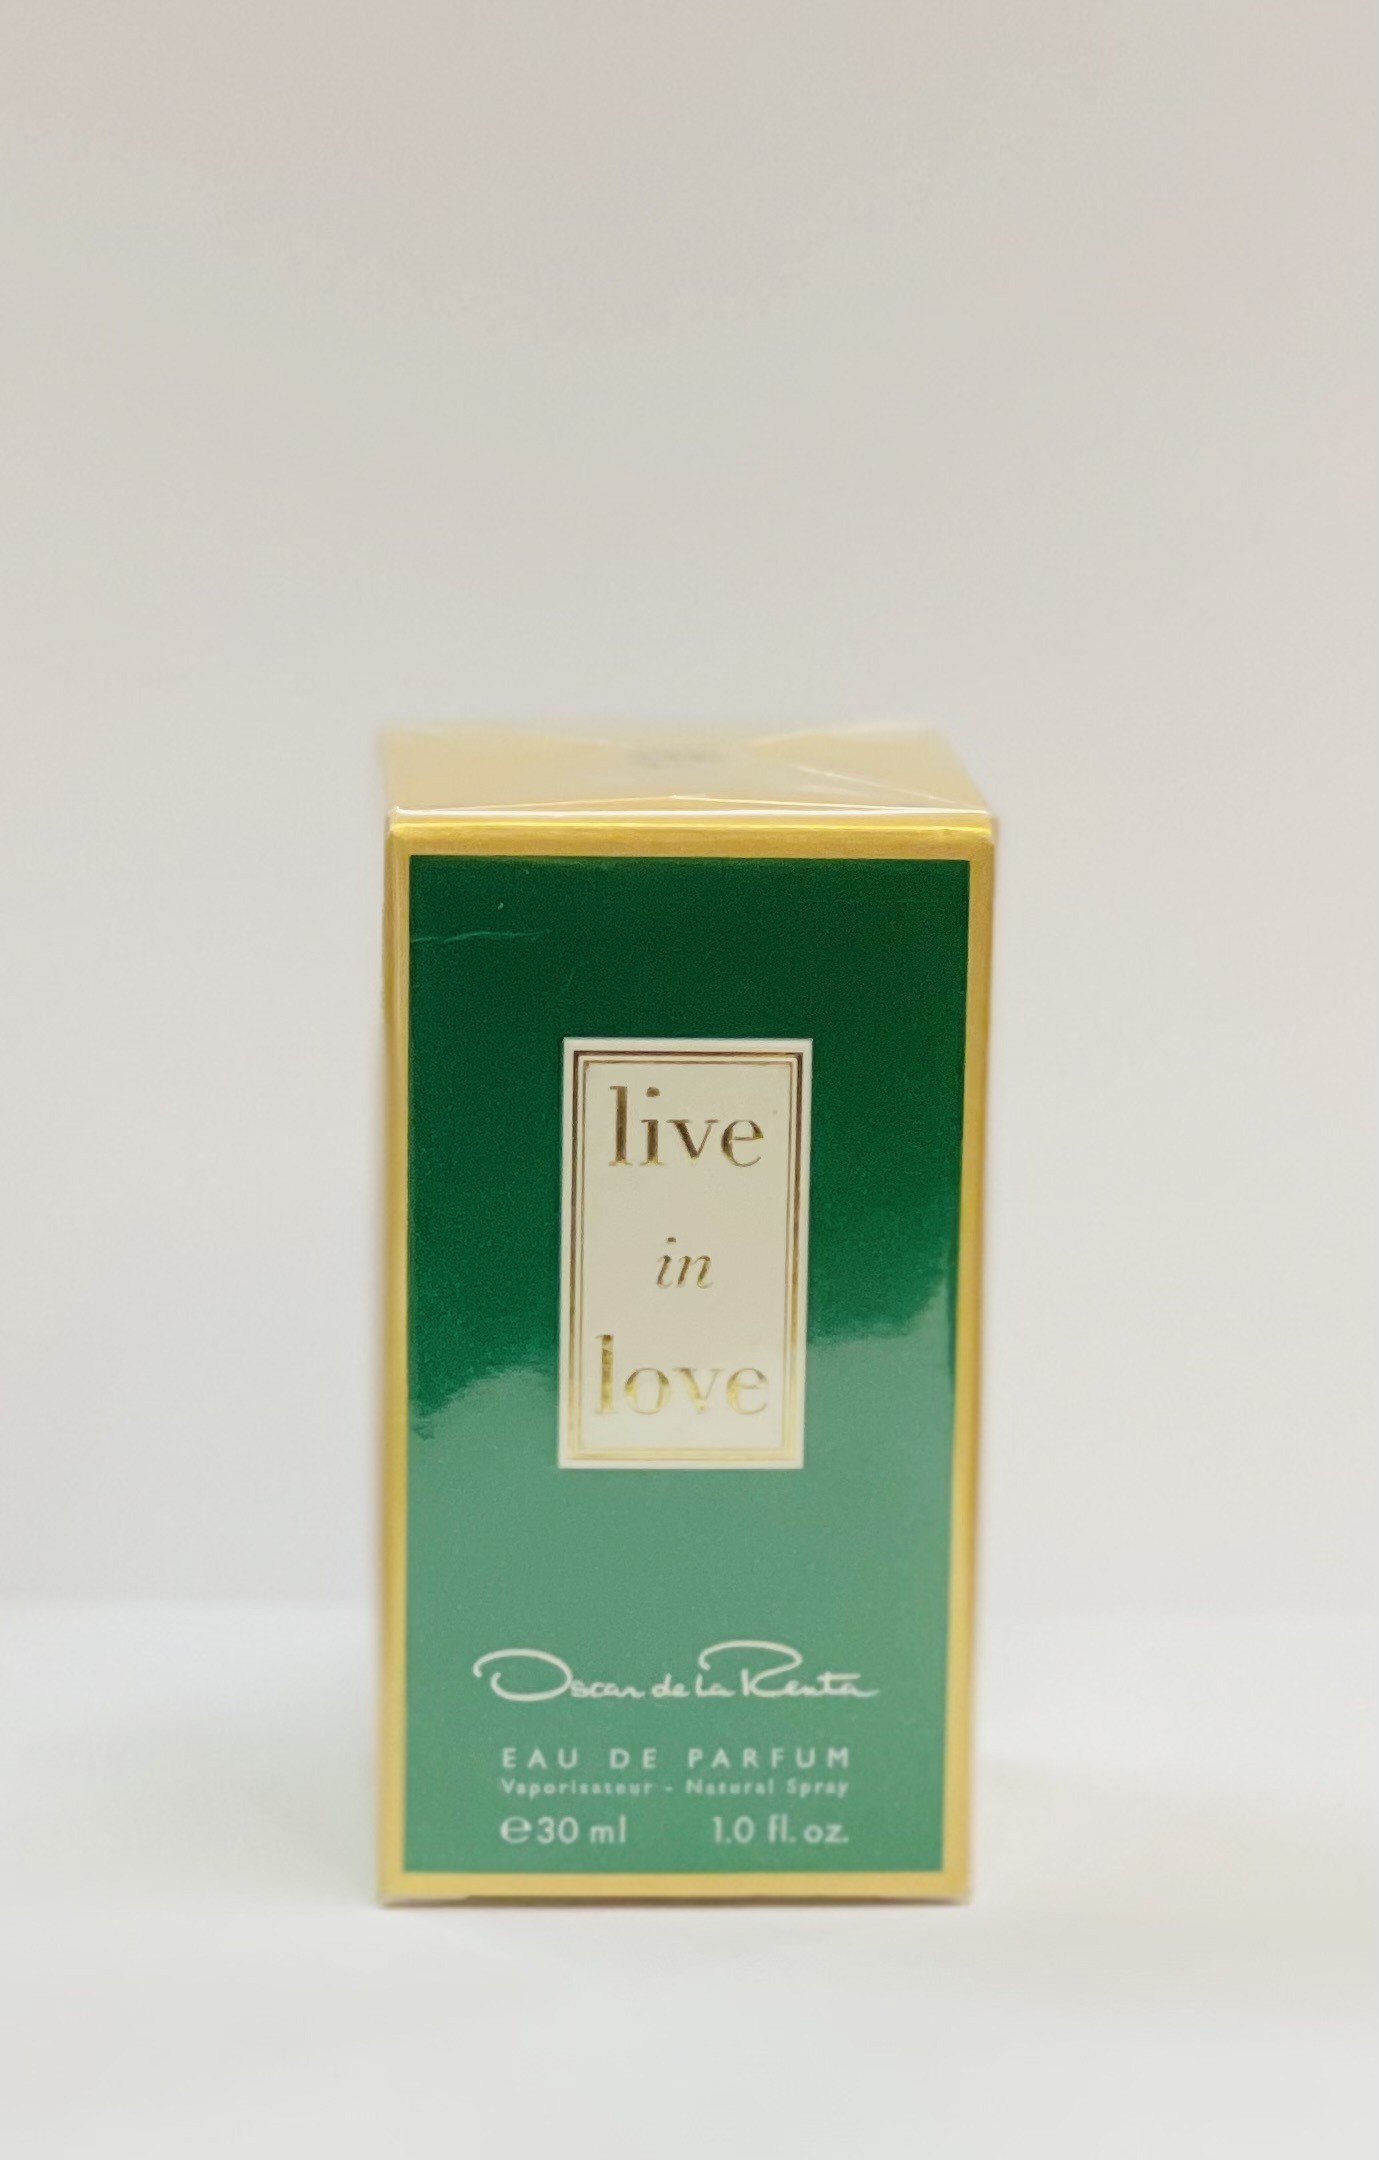 live
in
love
Oscar de la Renta
EAU DE PARFUM
Vaporisateur - Natural Spray
℮30 ml 1.0 fl. oz.